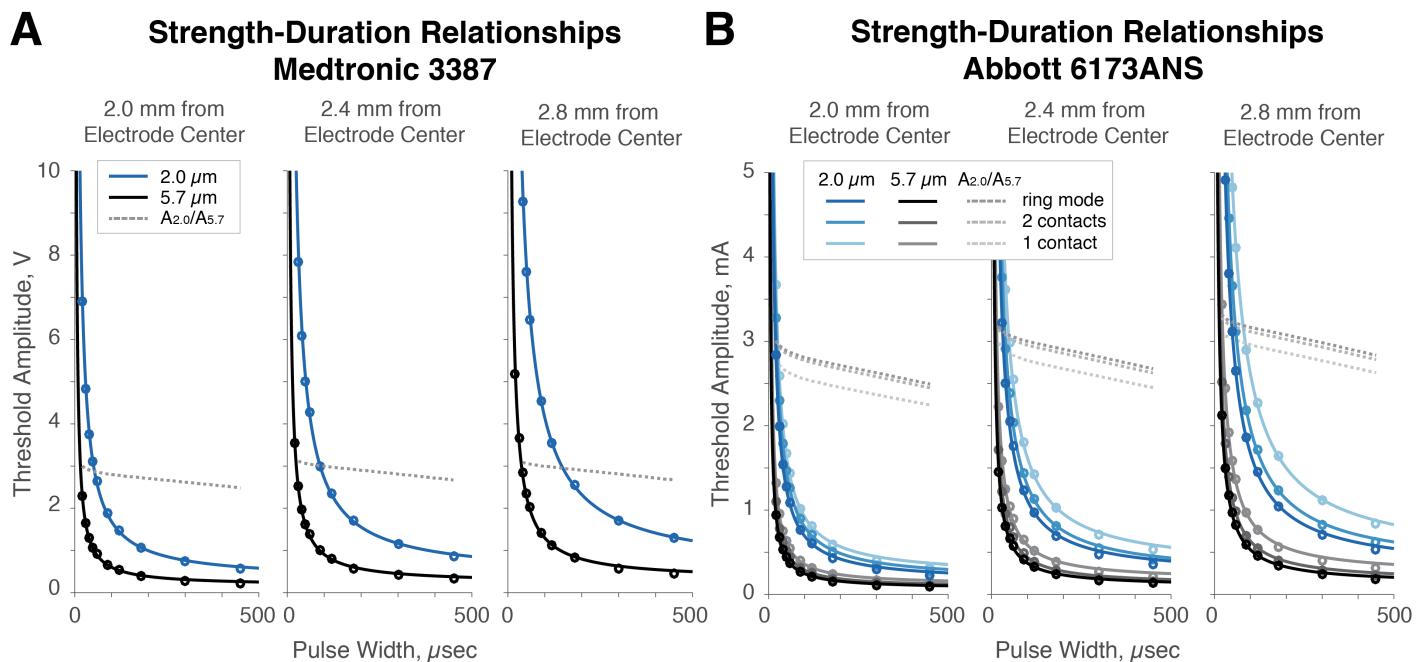 A
Strength-Duration Relationships
Medtronic 3387
2.0 mm from
Electrode Center
2.4 mm from
Electrode Center
2.8 mm from
Electrode Center
Threshold Amplitude, V
10
8
6
4
2
0
2.0 µm
5.7 µm
A2.0/A5.7
0
500
0
500
0
500
Pulse Width, µsec
B
Strength-Duration Relationships
Abbott 6173ANS
2.0 mm from
Electrode Center
2.4 mm from
Electrode Center
2.8 mm from
Electrode Center
Threshold Amplitude, mA
5
4
3
2
1
0
2.0 µm 5.7 µm A2.0/A5.7
ring mode
2 contacts
1 contact
0
500
0
500
0
500
Pulse Width, µsec